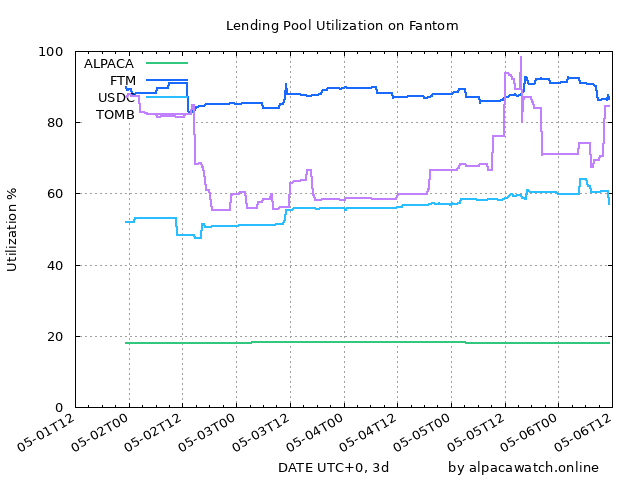 Lending Pool Utilization on Fantom
ALPACA
FTM
USDC
TOMB
Utilization %
100
80
60
40
20
0
05-01T12
05-02T00
05-02T12
05-03T00
05-03T12
05-04T00
05-04T12
05-05T00
05-05T12
05-06T00
05-06T12
DATE UTC+0, 3d
by alpacawatch.online